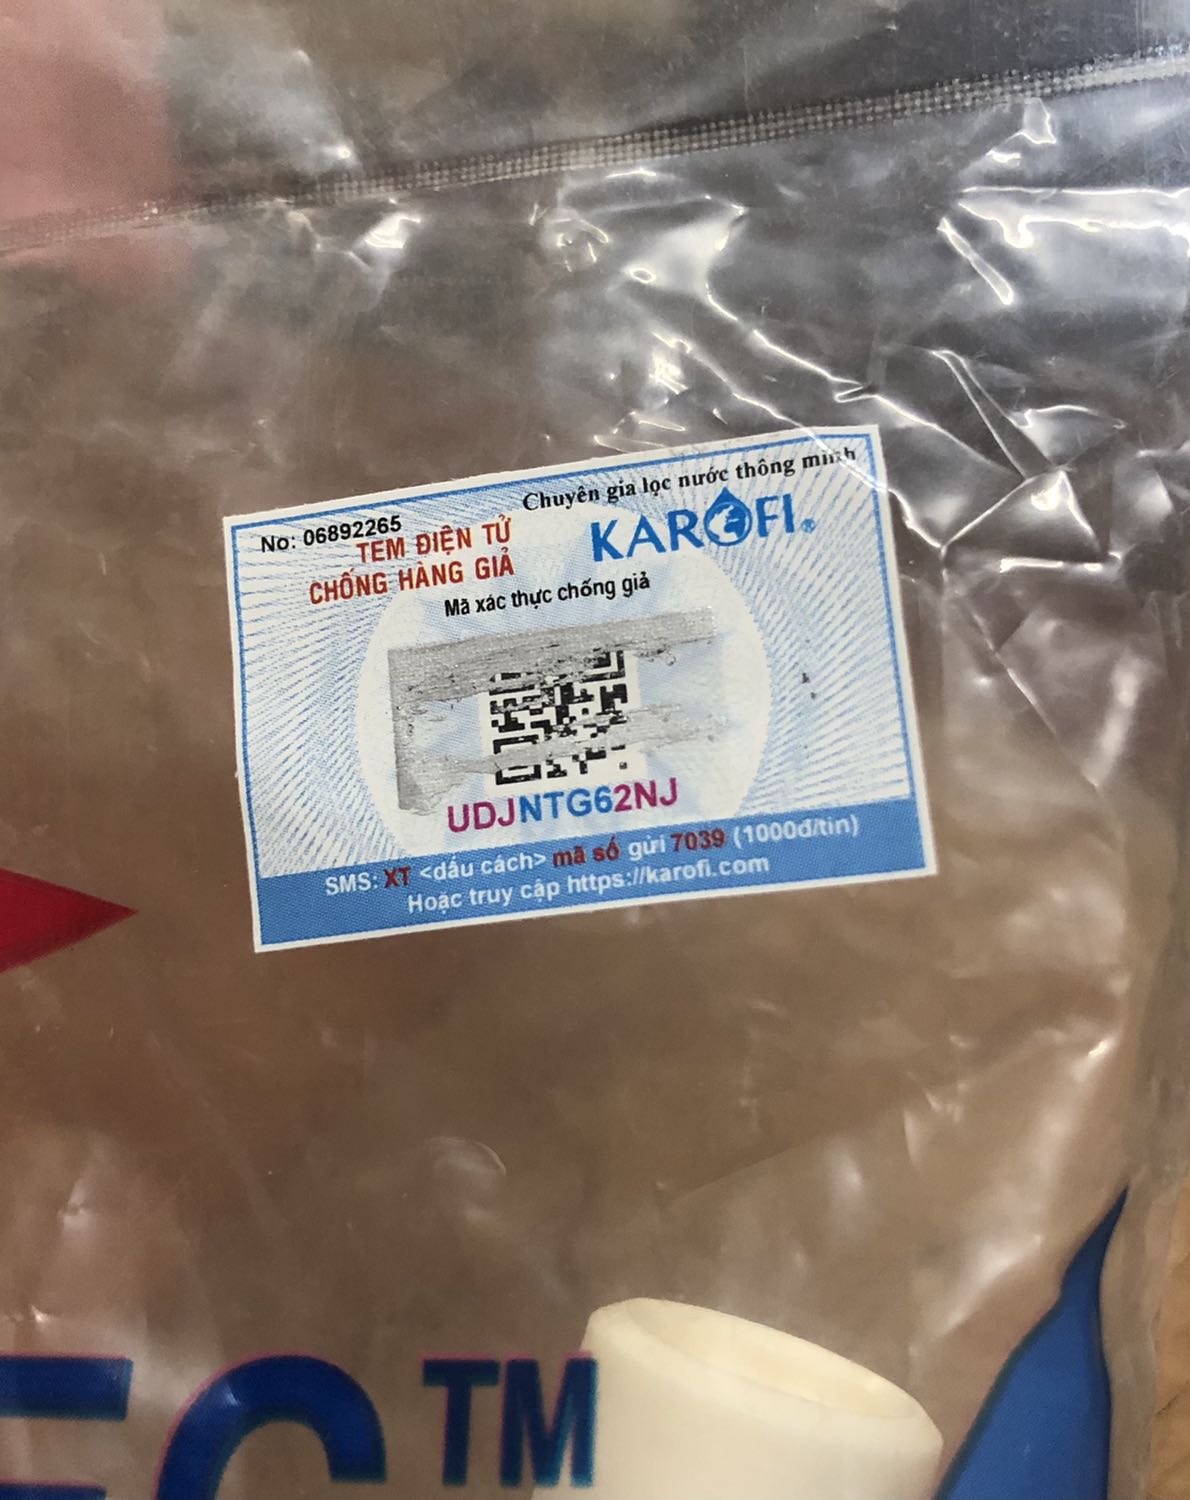 Chuyên gia lọc nước thông minh
No: 06892265
KAROFI®
TEM ĐIỆN TỬ
CHỐNG HÀNG GIẢ
Mã xác thực chống giả
UDJNTG62NJ
SMS: XT <dấu cách> mã số gửi 7039 (1000đ/tin)
Hoặc truy cập https://karofi.com
TM